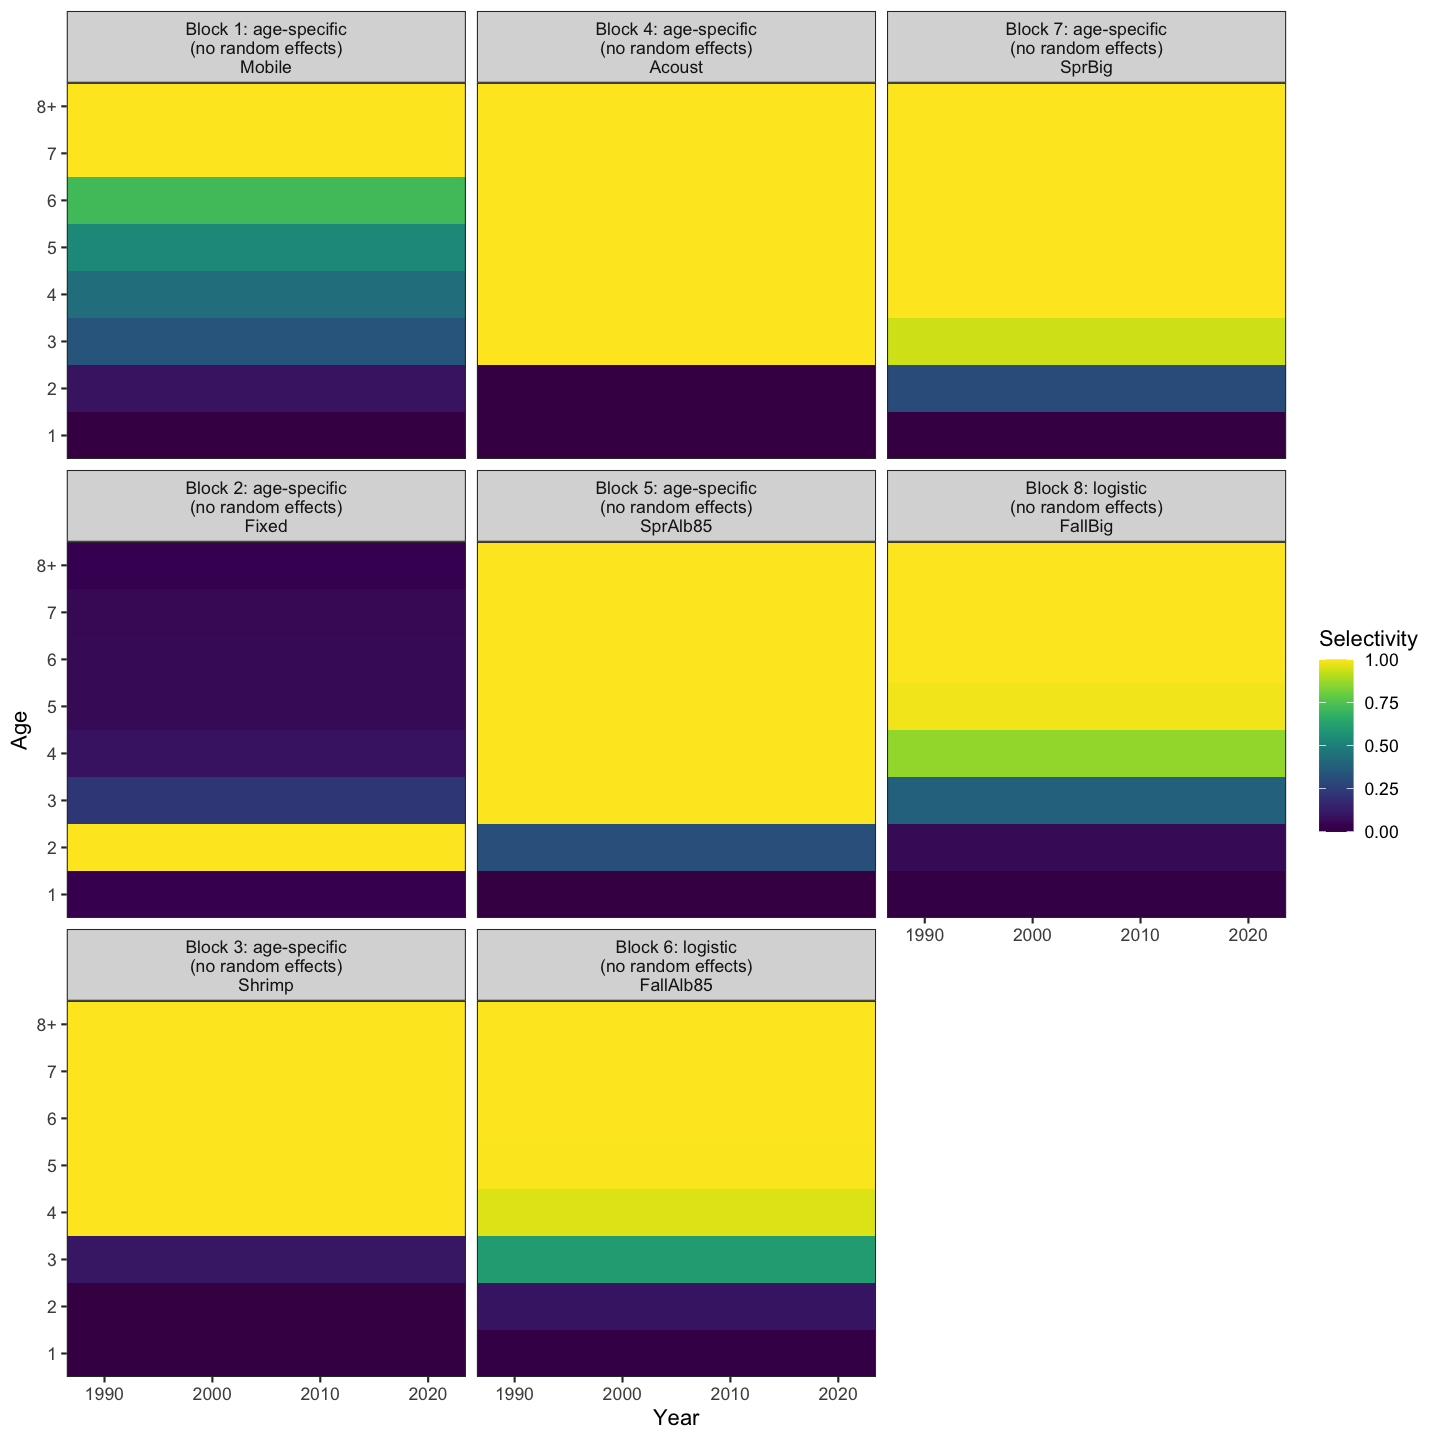 Block 1: age-specific
(no random effects)
Mobile
Block 4: age-specific
(no random effects)
Acoust
Block 7: age-specific
(no random effects)
SprBig
8+
7
6
5
4
3
2
1
Block 2: age-specific
(no random effects)
Fixed
Block 5: age-specific
(no random effects)
SprAlb85
Block 8: logistic
(no random effects)
FallBig
8+
7
6
5
4
3
2
1
Age
1990 2000 2010 2020
Selectivity
1.00
0.75
0.50
0.25
0.00
Block 3: age-specific
(no random effects)
Shrimp
Block 6: logistic
(no random effects)
FallAlb85
8+
7
6
5
4
3
2
1
1990 2000 2010 2020
1990 2000 2010 2020
Year